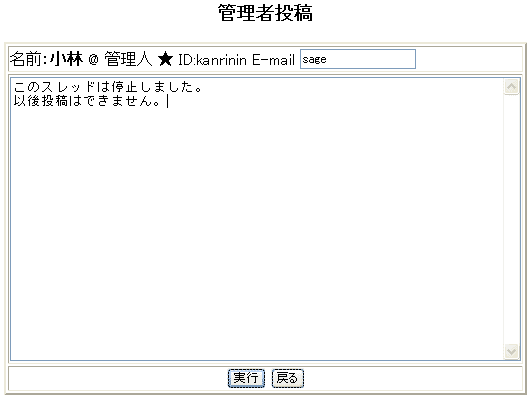 管理者投稿
名前:小林 @ 管理人 ★ ID:kanrinin E-mail sage
このスレッドは停止しました。
以後投稿はできません。
実行 戻る